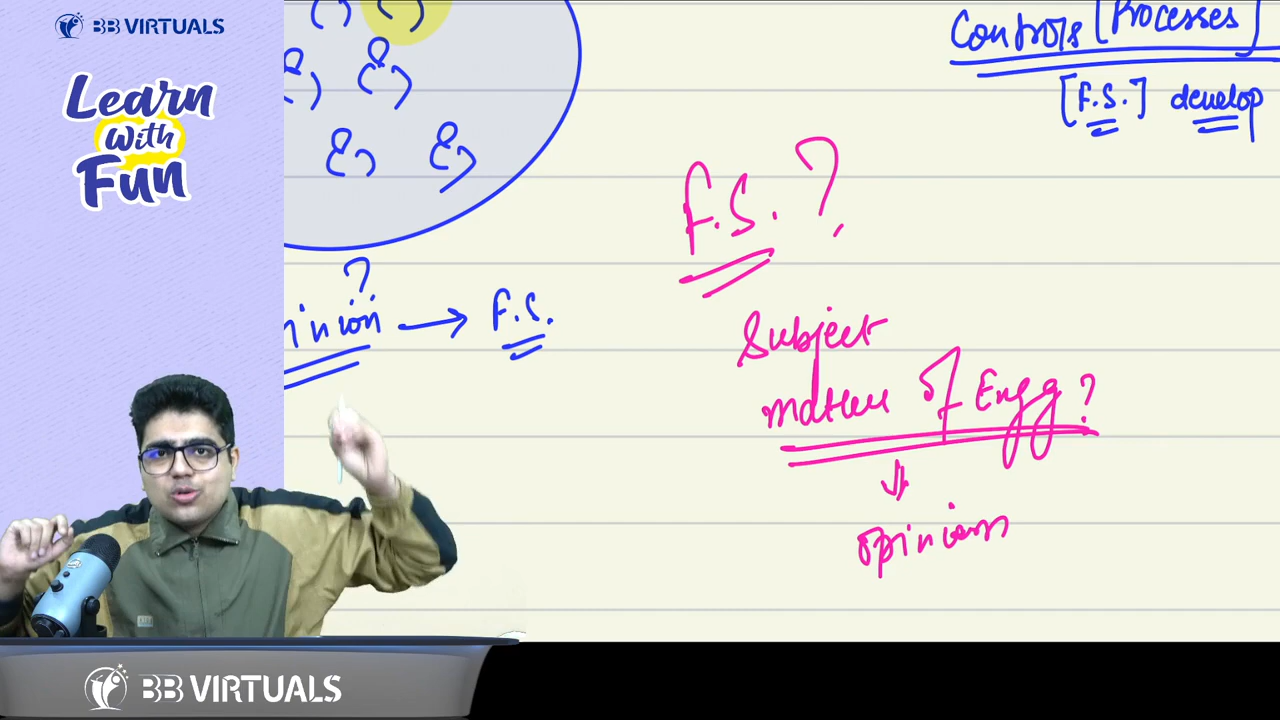 BB VIRTUALS
Learn
With
Fun
Controls [Processes]
[F.S.] develop
F.S. ?
?
inion → F.S.
Subject
matter of Engg ?
opinion
BB VIRTUALS